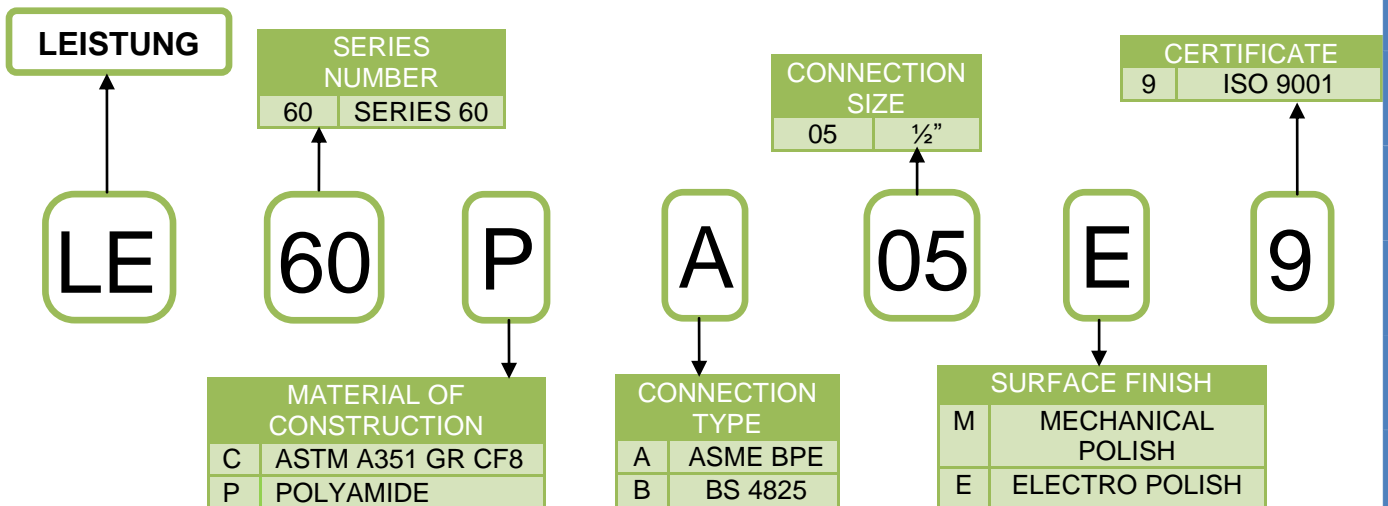 LEISTUNG
SERIES
NUMBER
60 SERIES 60
CONNECTION
SIZE
05 ½”
CERTIFICATE
9 ISO 9001
LE 60 P A 05 E 9
MATERIAL OF
CONSTRUCTION
C ASTM A351 GR CF8
P POLYAMIDE
CONNECTION
TYPE
A ASME BPE
B BS 4825
SURFACE FINISH
M MECHANICAL
POLISH
E ELECTRO POLISH